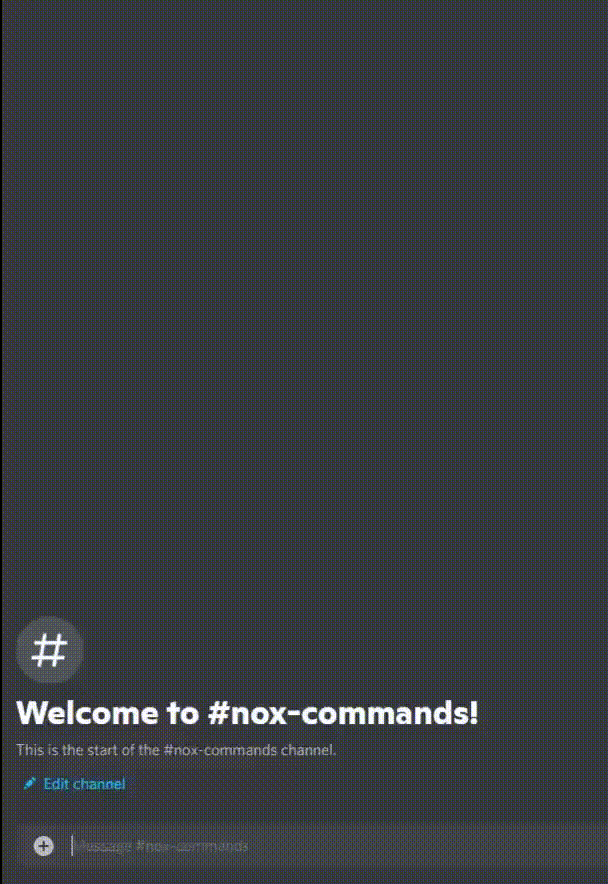 #
Welcome to #nox-commands!
This is the start of the #nox-commands channel.
Edit channel
Message #nox-commands